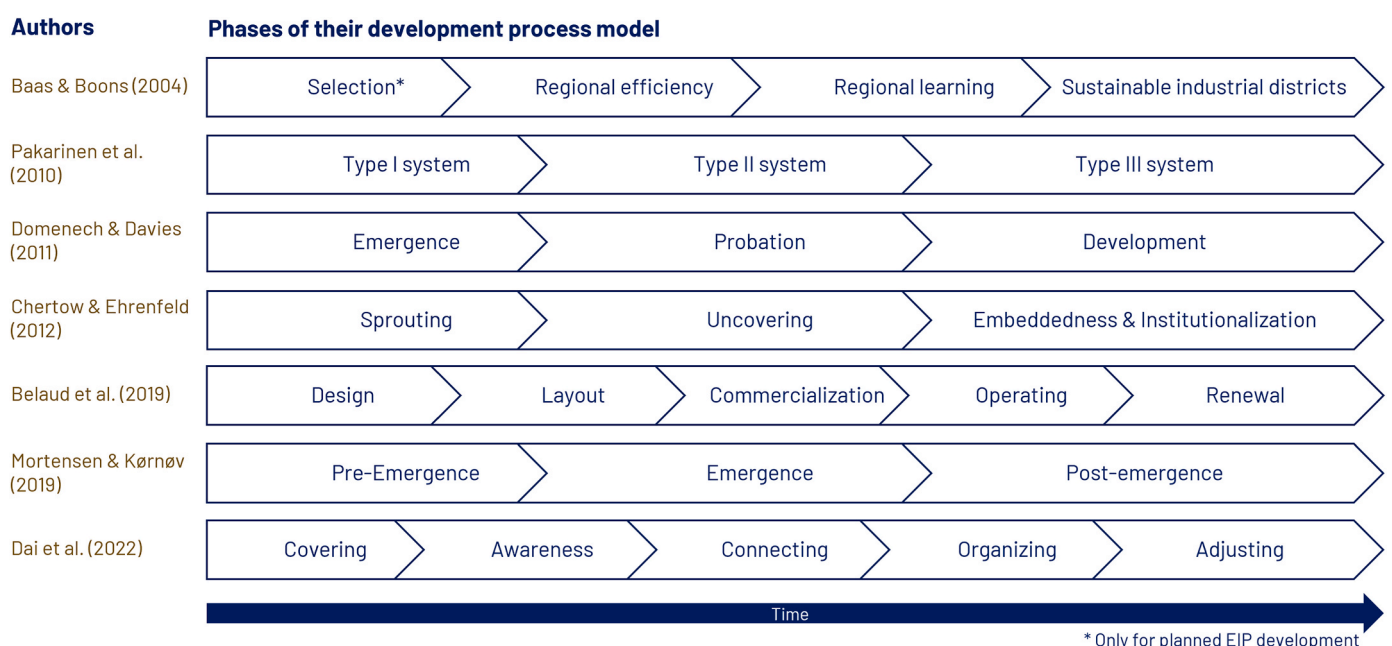 Authors
Phases of their development process model
Baas & Boons (2004)
Selection*
Regional efficiency
Regional learning
Sustainable industrial districts
Pakarinen et al.
(2010)
Type I system
Type II system
Type III system
Domenech & Davies
(2011)
Emergence
Probation
Development
Chertow & Ehrenfeld
(2012)
Sprouting
Uncovering
Embeddedness & Institutionalization
Belaud et al. (2019)
Design
Layout
Commercialization
Operating
Renewal
Mortensen & Kørnøv
(2019)
Pre-Emergence
Emergence
Post-emergence
Dai et al. (2022)
Covering
Awareness
Connecting
Organizing
Adjusting
Time
* Only for planned EIP development